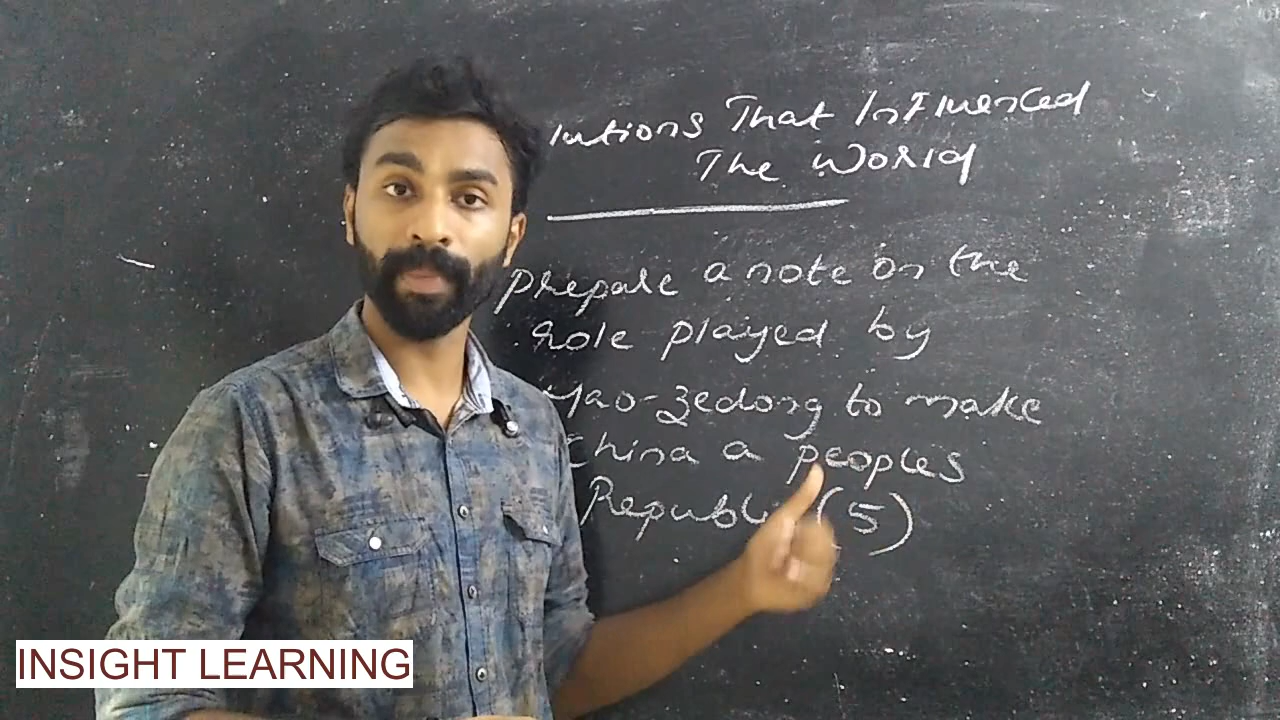 lutions That Influenced
The World
prepare a note on the
role played by
Mao-zedong to make
China a peoples
Republi (5)
INSIGHT LEARNING